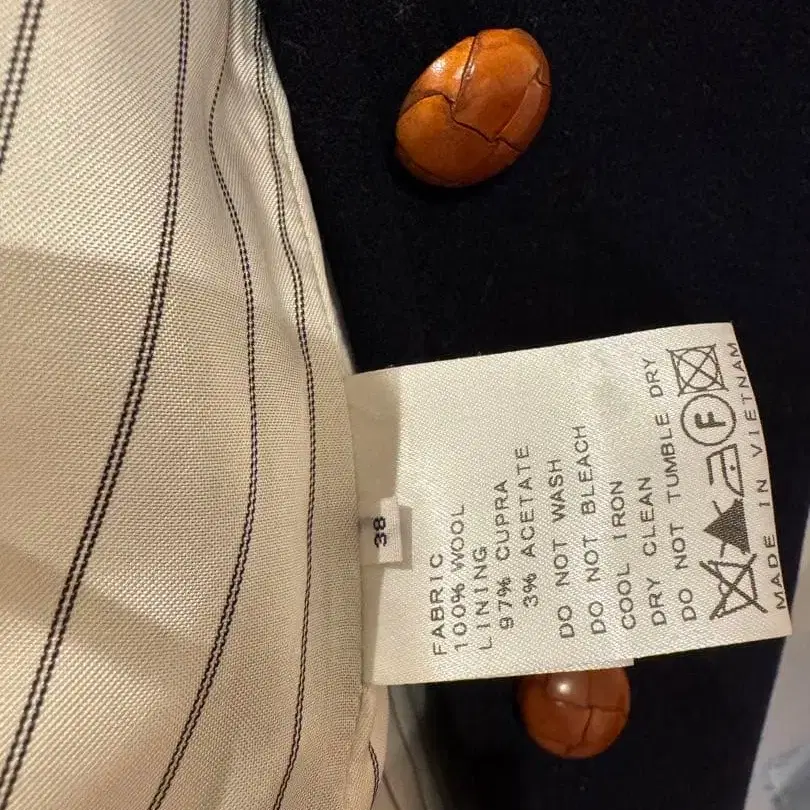 38
FABRIC
100% WOOL
LINING
97% CUPRA
3% ACETATE
DO NOT WASH
DO NOT BLEACH
COOL IRON
DRY CLEAN
DO NOT TUMBLE DRY
F
MADE IN VIETNAM